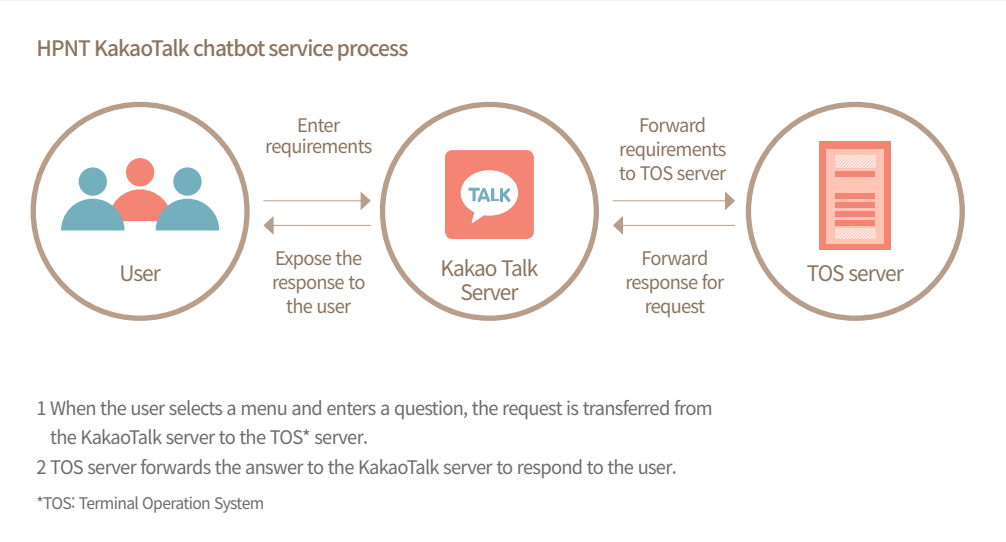 HPNT KakaoTalk chatbot service process
Enter
requirements
Forward
requirements
to TOS server
TALK
User
Expose the
response to
the user
Kakao Talk
Server
Forward
response for
request
TOS server
1 When the user selects a menu and enters a question, the request is transferred from
the KakaoTalk server to the TOS* server.
2 TOS server forwards the answer to the KakaoTalk server to respond to the user.
*TOS: Terminal Operation System